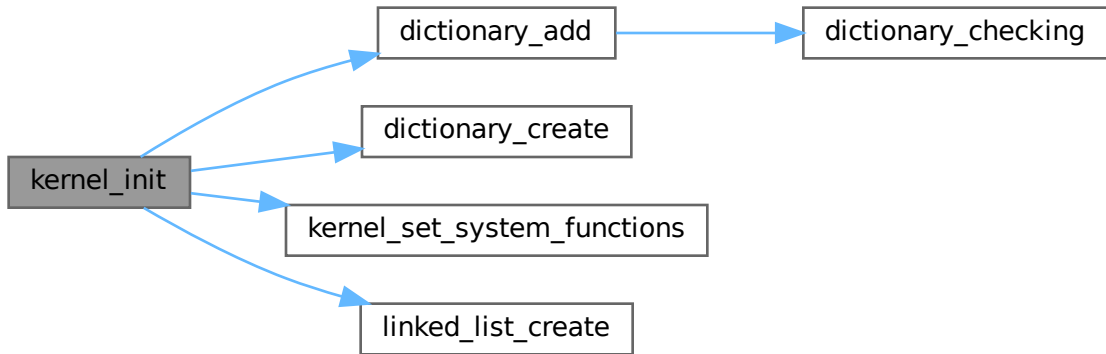 dictionary_add
dictionary_checking
dictionary_create
kernel_init
kernel_set_system_functions
linked_list_create